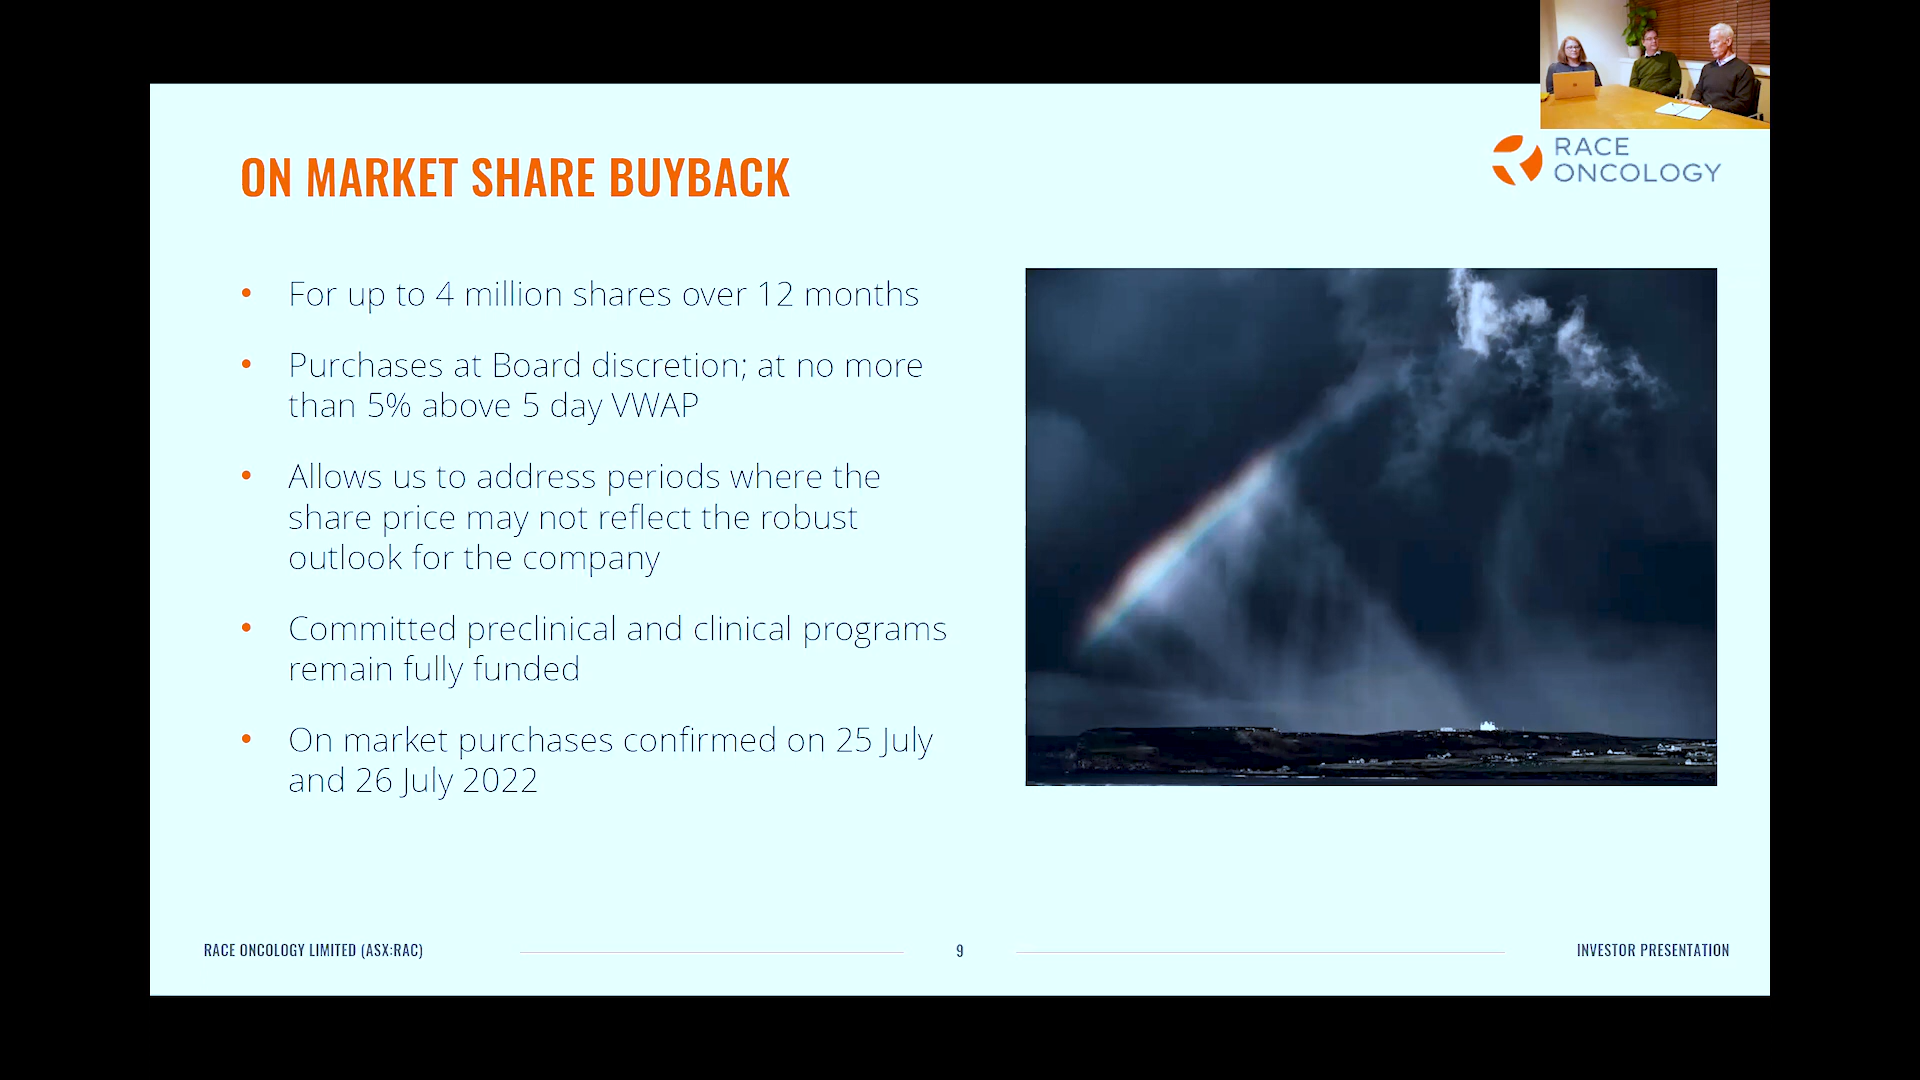 ON MARKET SHARE BUYBACK
RACE
ONCOLOGY
• For up to 4 million shares over 12 months
• Purchases at Board discretion; at no more
than 5% above 5 day VWAP
• Allows us to address periods where the
share price may not reflect the robust
outlook for the company
• Committed preclinical and clinical programs
remain fully funded
• On market purchases confirmed on 25 July
and 26 July 2022
RACE ONCOLOGY LIMITED (ASX:RAC)
9
INVESTOR PRESENTATION